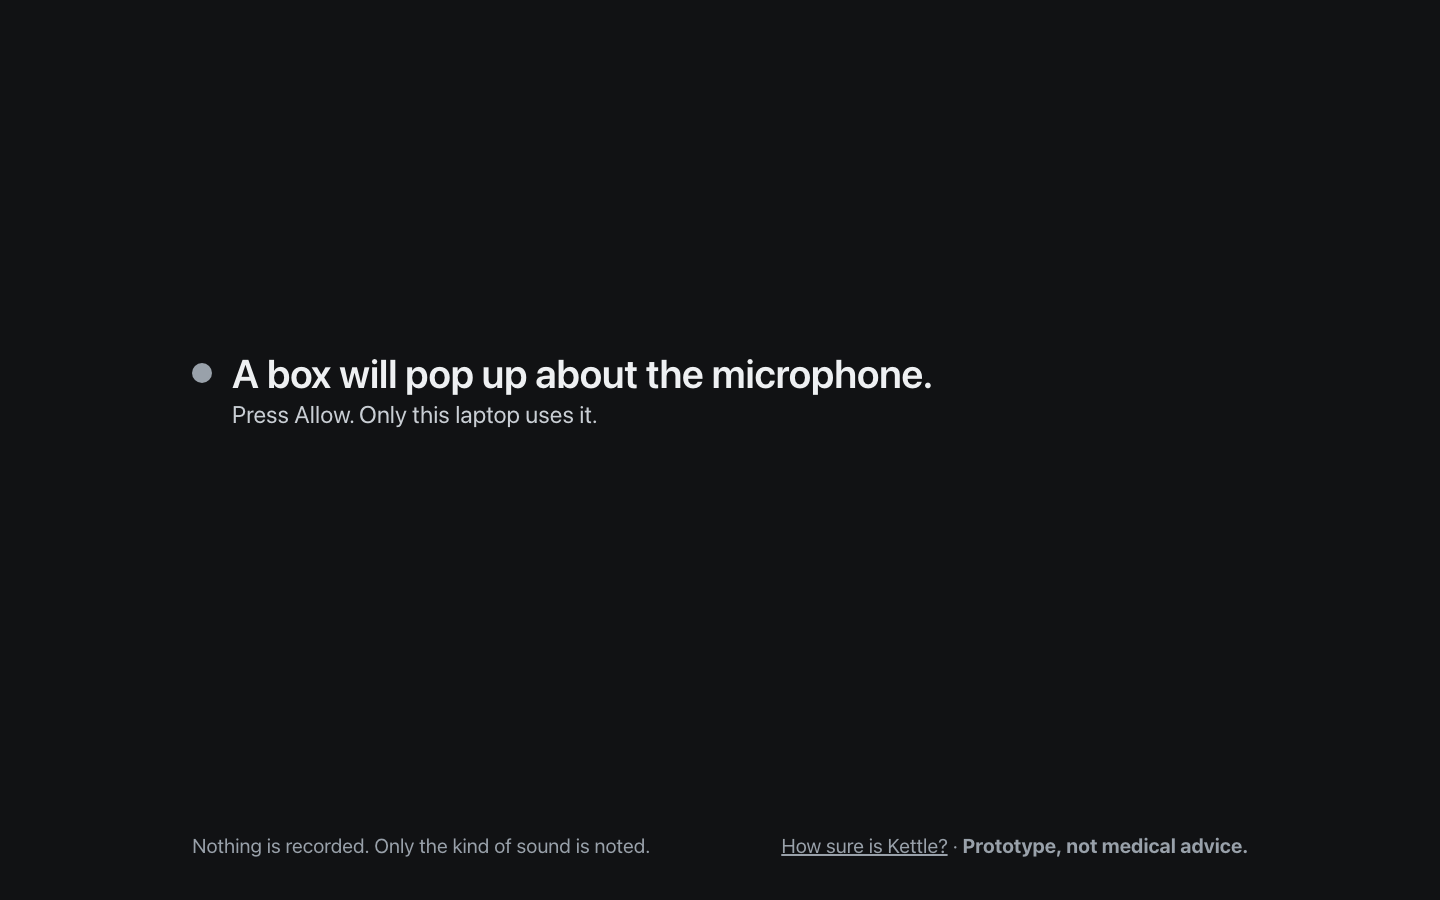 A box will pop up about the microphone.
Press Allow. Only this laptop uses it.
Nothing is recorded. Only the kind of sound is noted.
How sure is Kettle? · Prototype, not medical advice.